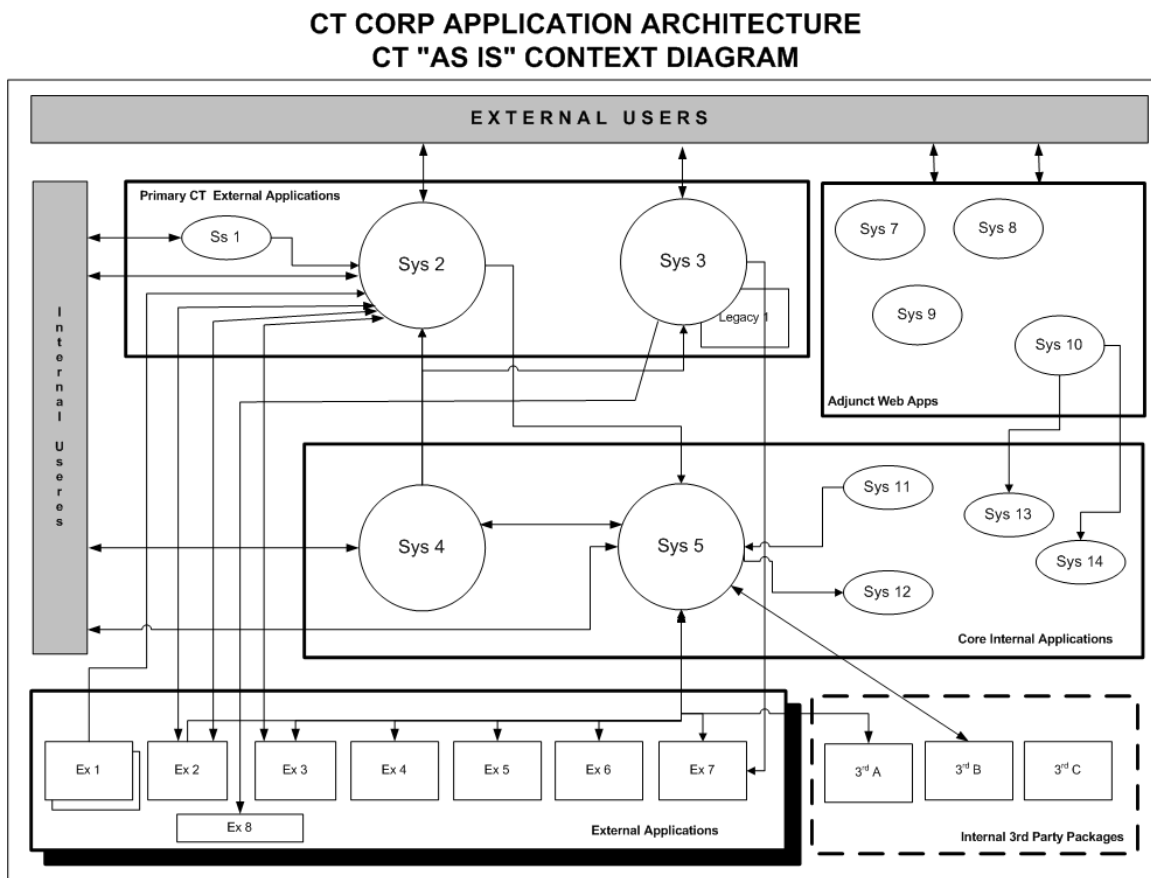 CT CORP APPLICATION ARCHITECTURE
CT "AS IS" CONTEXT DIAGRAM
EXTERNAL USERS
Internal Useres
Primary CT External Applications
Ss 1
Sys 2
Sys 3
Legacy 1
Sys 7
Sys 8
Sys 9
Sys 10
Adjunct Web Apps
Sys 4
Sys 5
Sys 11
Sys 12
Sys 13
Sys 14
Core Internal Applications
Ex 1
Ex 2
Ex 3
Ex 4
Ex 5
Ex 6
Ex 7
Ex 8
External Applications
3rd A
3rd B
3rd C
Internal 3rd Party Packages